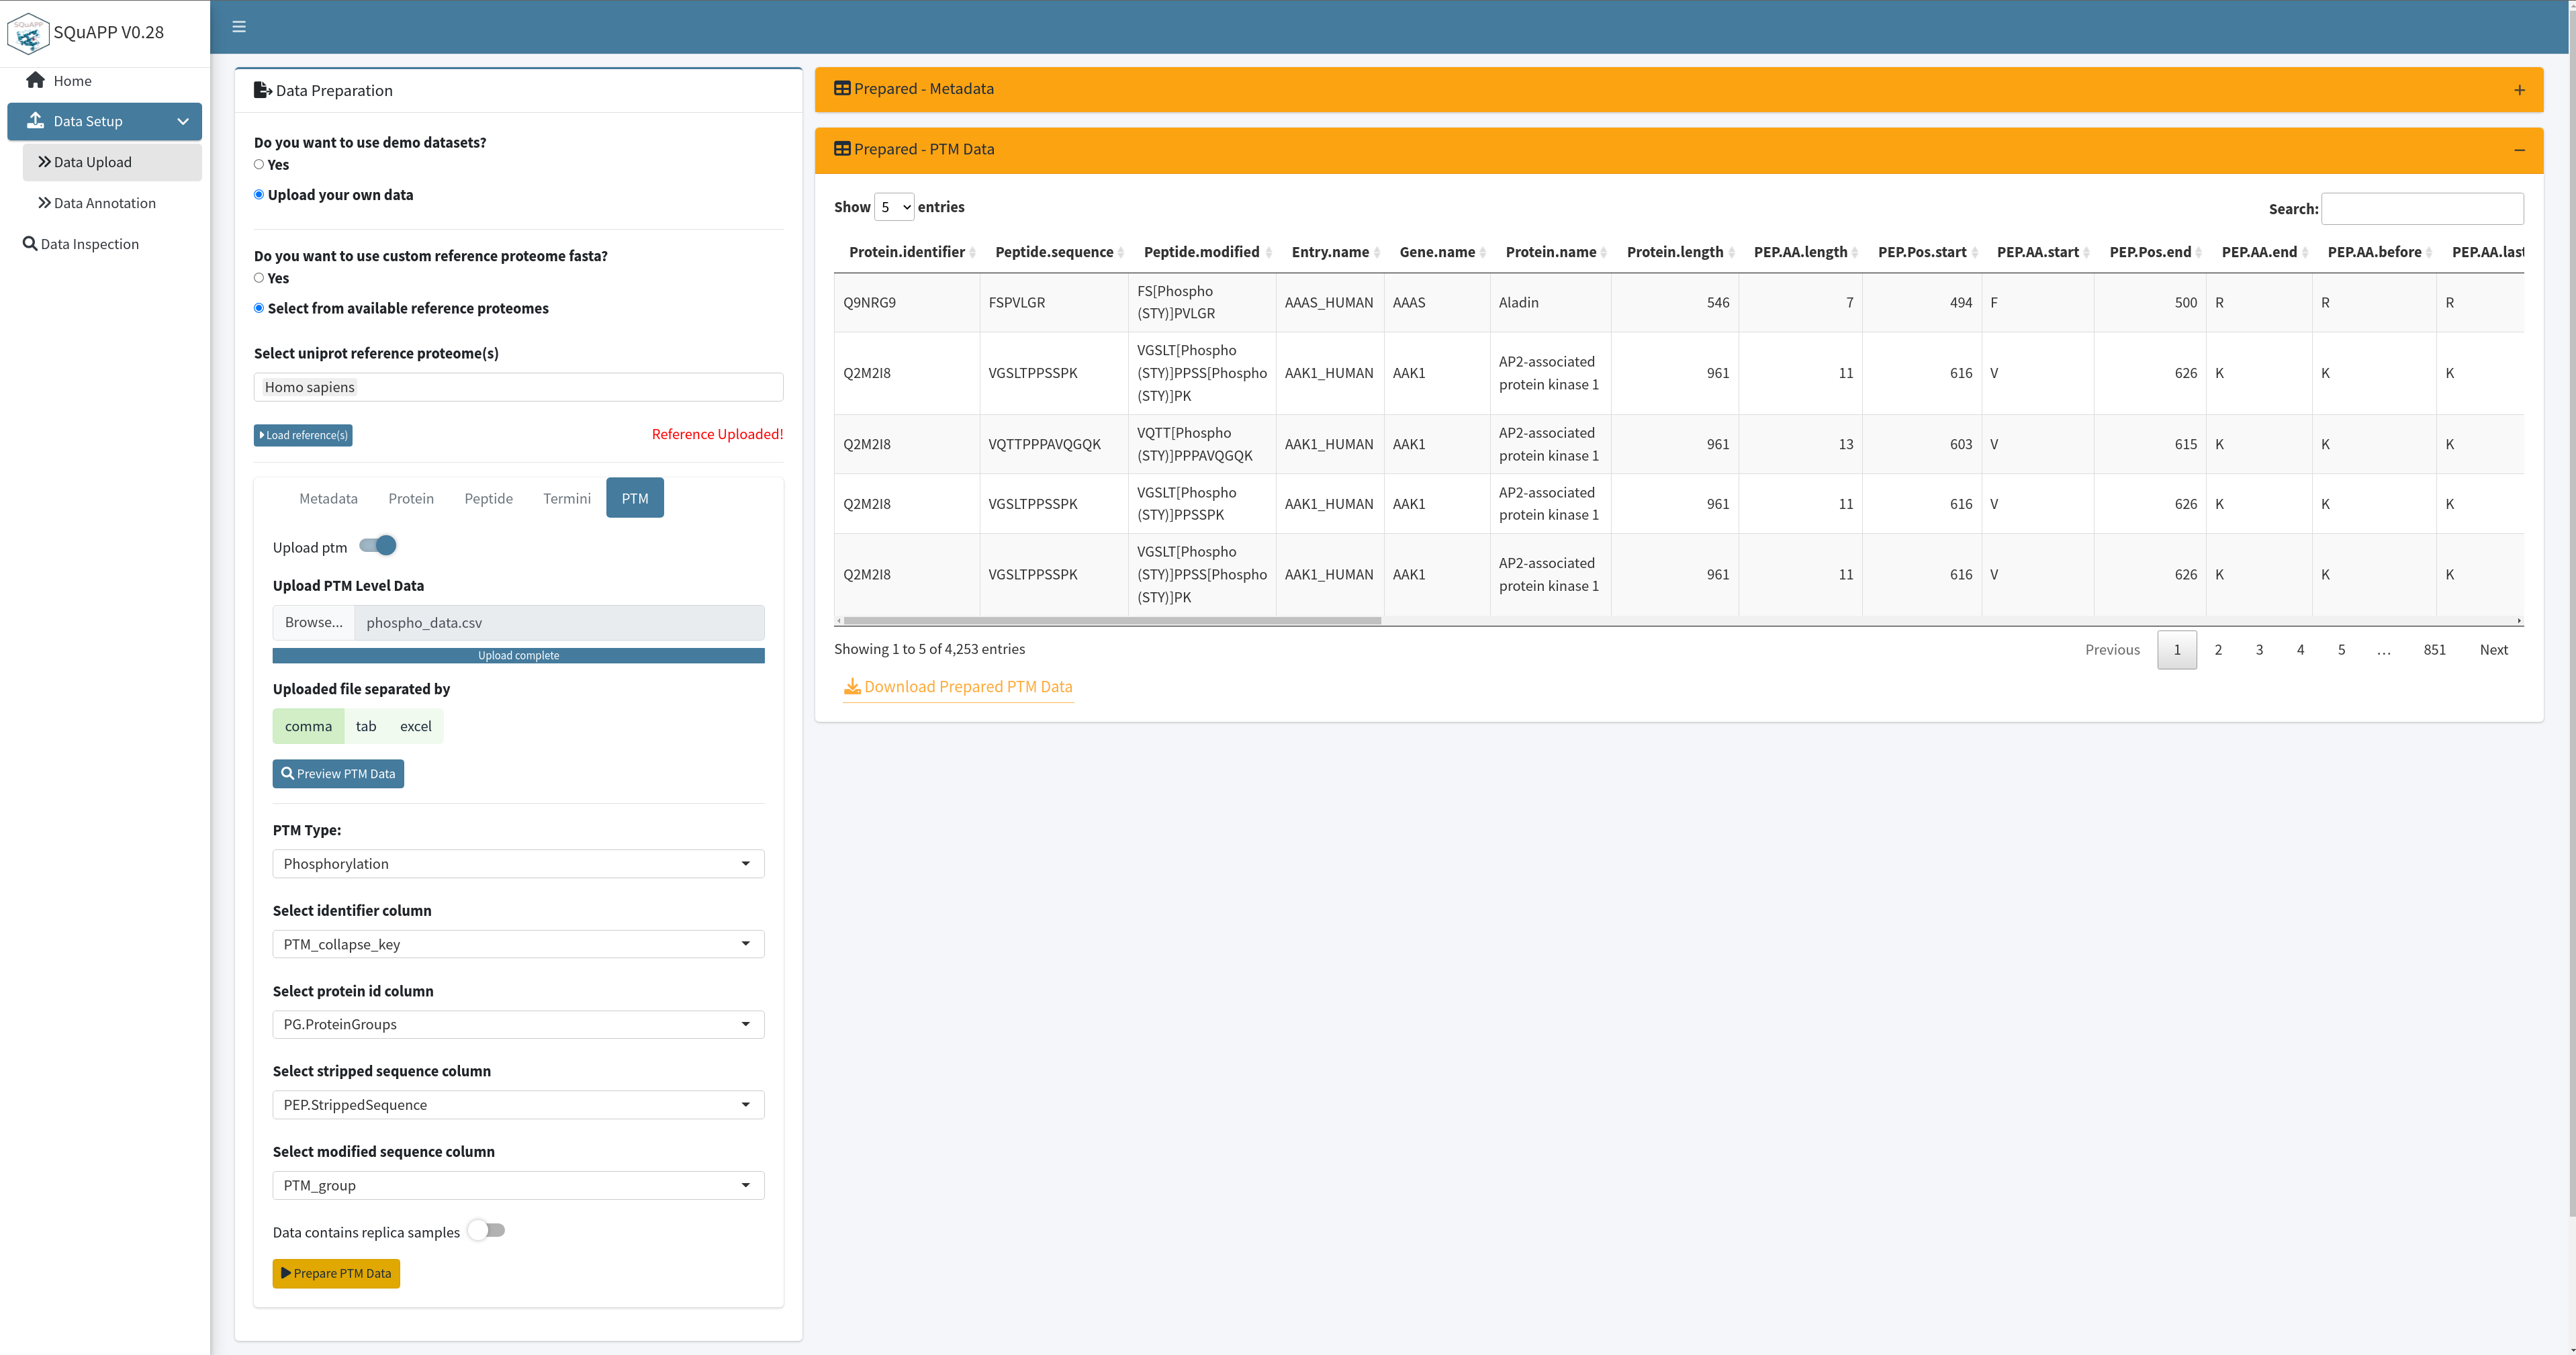 SQuAPP
SQuAPP V0.28
Home
Data Setup
Data Upload
Data Annotation
Data Inspection
Data Preparation
Do you want to use demo datasets?
Yes
Upload your own data
Do you want to use custom reference proteome fasta?
Yes
Select from available reference proteomes
Select uniprot reference proteome(s)
Homo sapiens
Load reference(s) Reference Uploaded!
Metadata Protein Peptide Termini PTM
Upload ptm
Upload PTM Level Data
Browse... phospho_data.csv
Upload complete
Uploaded file separated by
comma tab excel
Preview PTM Data
PTM Type:
Phosphorylation
Select identifier column
PTM_collapse_key
Select protein id column
PG.ProteinGroups
Select stripped sequence column
PEP.StrippedSequence
Select modified sequence column
PTM_group
Data contains replica samples
Prepare PTM Data
Prepared - Metadata +
Prepared - PTM Data −
Show 5 entries Search:
Protein.identifier Peptide.sequence Peptide.modified Entry.name Gene.name Protein.name Protein.length PEP.AA.length PEP.Pos.start PEP.AA.start PEP.Pos.end PEP.AA.end PEP.AA.before PEP.AA.last
Q9NRG9 FSPVLGR FS[Phospho (STY)]PVLGR AAAS_HUMAN AAAS Aladin 546 7 494 F 500 R R R
Q2M2I8 VGSLTPPSSPK VGSLT[Phospho (STY)]PPSS[Phospho (STY)]PK AAK1_HUMAN AAK1 AP2-associated protein kinase 1 961 11 616 V 626 K K K
Q2M2I8 VQTTPPPAVQGQK VQTT[Phospho (STY)]PPPAVQGQK AAK1_HUMAN AAK1 AP2-associated protein kinase 1 961 13 603 V 615 K K K
Q2M2I8 VGSLTPPSSPK VGSLT[Phospho (STY)]PPSSPK AAK1_HUMAN AAK1 AP2-associated protein kinase 1 961 11 616 V 626 K K K
Q2M2I8 VGSLTPPSSPK VGSLT[Phospho (STY)]PPSS[Phospho (STY)]PK AAK1_HUMAN AAK1 AP2-associated protein kinase 1 961 11 616 V 626 K K K
Showing 1 to 5 of 4,253 entries Previous 1 2 3 4 5 … 851 Next
Download Prepared PTM Data